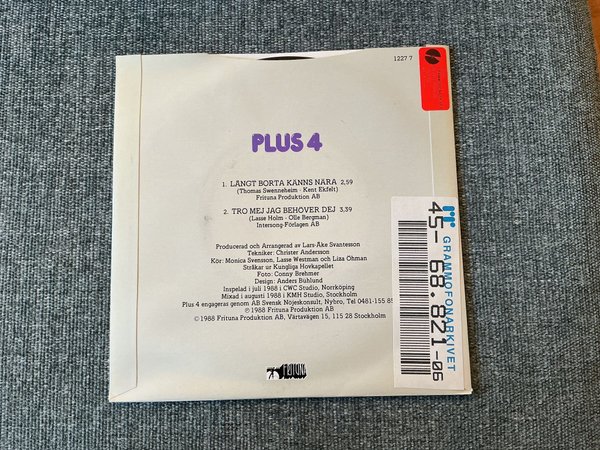 1227 7
PLUS 4
1. LÅNGT BORTA KÄNNS NÄRA 2,59
(Thomas Swenneheim · Kent Ekfelt)
Frituna Produktion AB
2. TRO MEJ JAG BEHÖVER DEJ 3,39
(Lasse Holm · Olle Bergman)
Intersong-Förlagen AB
Producerad och Arrangerad av Lars-Åke Svantesson
Tekniker: Christer Andersson
Kör: Monica Svensson, Lasse Westman och Liza Öhman
Stråkar ur Kungliga Hovkapellet
Foto: Conny Brehmer
Design: Anders Bühlund
Inspelad i juli 1988 i CWC Studio, Norrköping
Mixad i augusti 1988 i KMH Studio, Stockholm
Plus 4 engageras genom AB Svensk Nöjeskonsult, Nybro, Tel 0481-155 85
℗ 1988 Frituna Produktion AB
© 1988 Frituna Produktion AB, Värtavägen 15, 115 28 Stockholm
GRAMMOFONARKIVET
45- 68.821-06